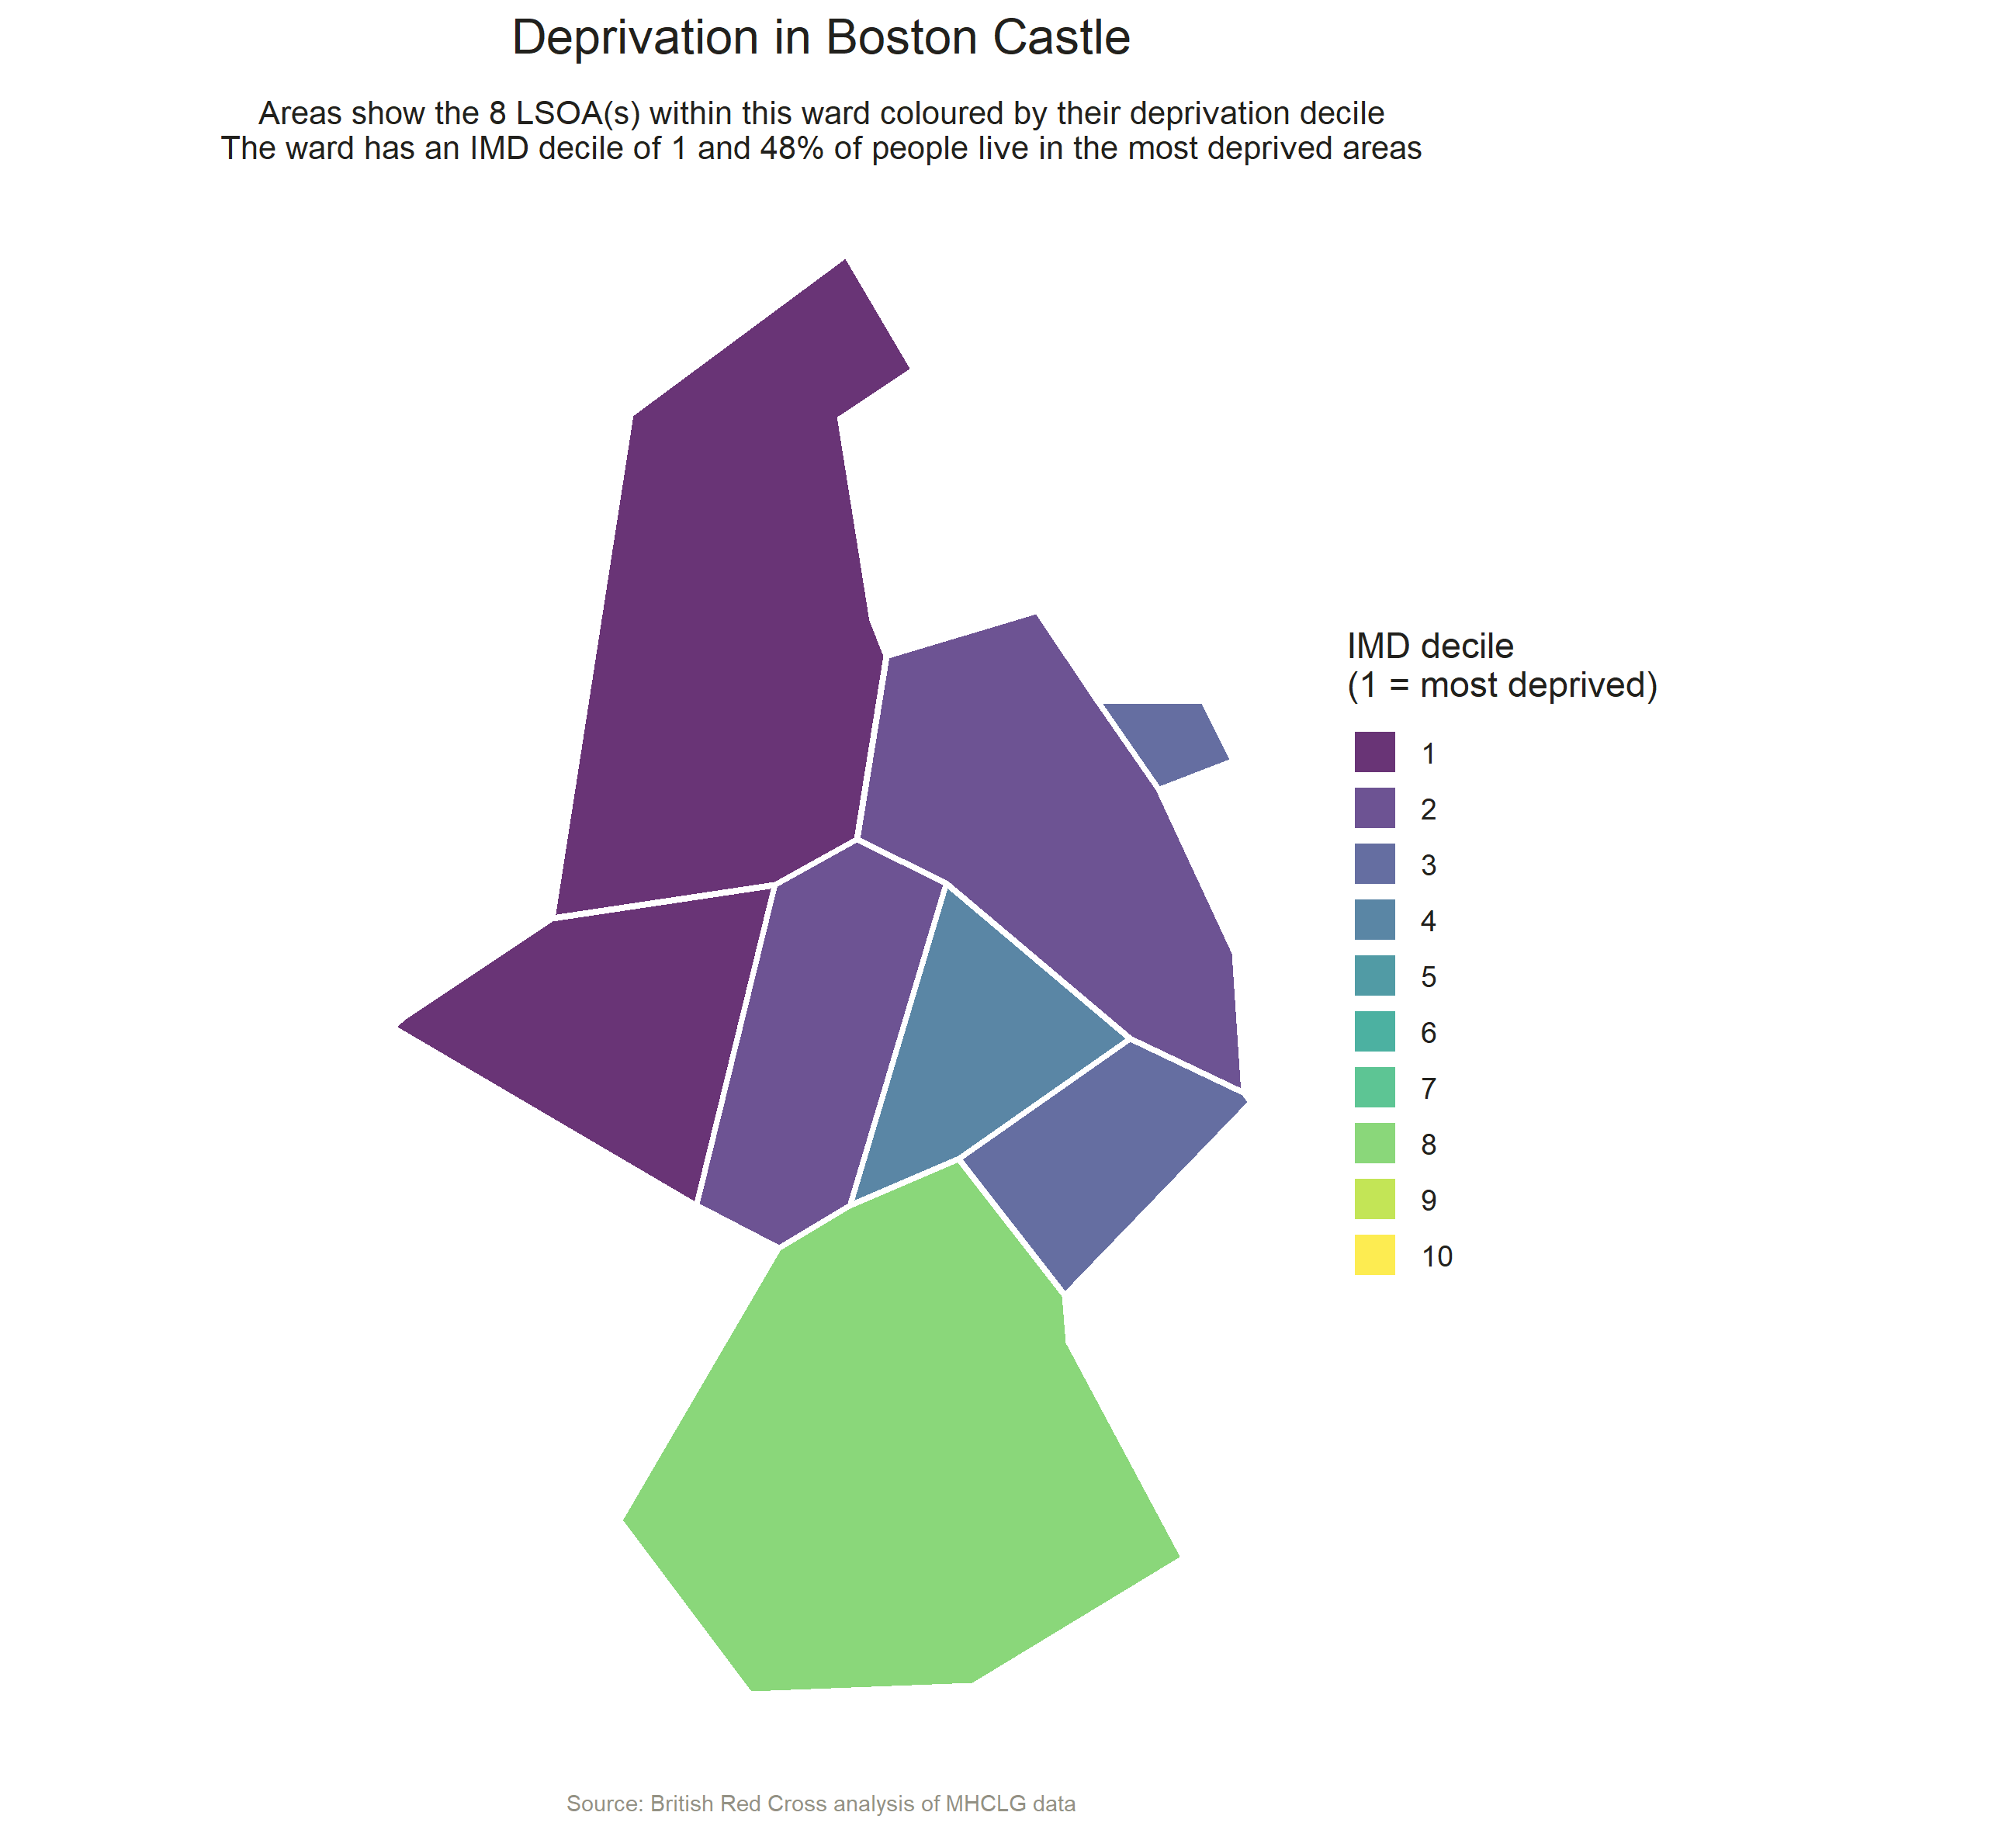 Deprivation in Boston Castle
Areas show the 8 LSOA(s) within this ward coloured by their deprivation decile
The ward has an IMD decile of 1 and 48% of people live in the most deprived areas
IMD decile
(1 = most deprived)
1
2
3
4
5
6
7
8
9
10
Source: British Red Cross analysis of MHCLG data